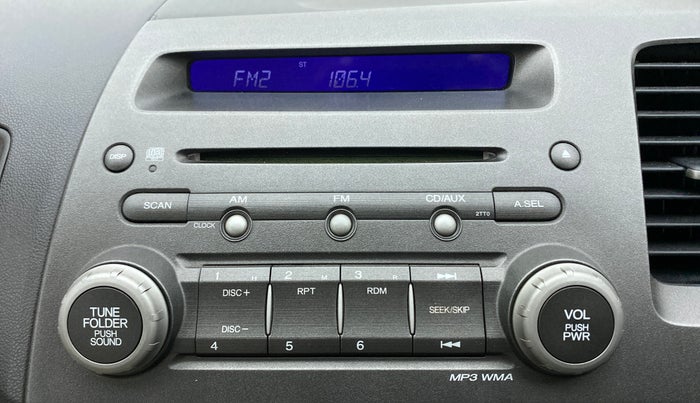 ST
FM2 106.4
DISP
SCAN AM FM CD/AUX A.SEL
CLOCK 2TT0
1 H 2 M 3 R
DISC+ RPT RDM
SEEK/SKIP
DISC-
4 5 6
TUNE
FOLDER
PUSH
SOUND
VOL
PUSH
PWR
MP3 WMA